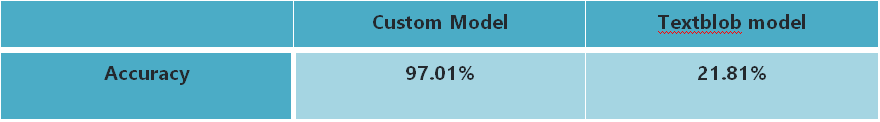 Custom Model Textblob model
Accuracy 97.01% 21.81%